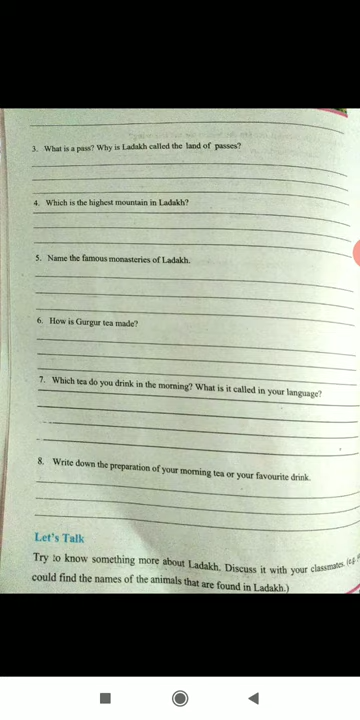 3. What is a pass? Why is Ladakh called the land of passes?
4. Which is the highest mountain in Ladakh?
5. Name the famous monasteries of Ladakh.
6. How is Gurgur tea made?
7. Which tea do you drink in the morning? What is it called in your language?
8. Write down the preparation of your morning tea or your favourite drink.
Let's Talk
Try to know something more about Ladakh. Discuss it with your classmates. (e.g.
could find the names of the animals that are found in Ladakh.)